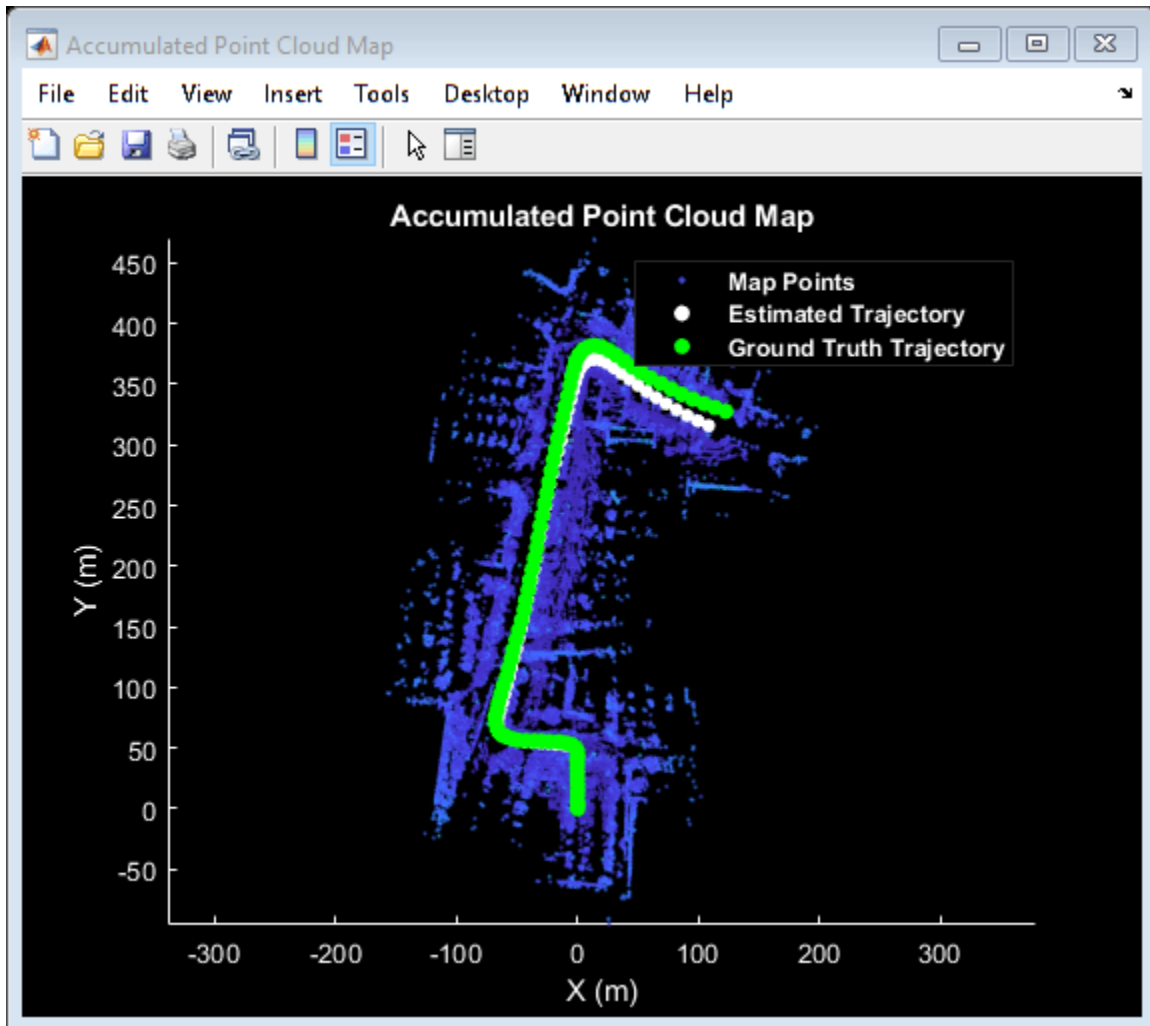 Accumulated Point Cloud Map
File Edit View Insert Tools Desktop Window Help
Accumulated Point Cloud Map
Map Points
Estimated Trajectory
Ground Truth Trajectory
450
400
350
300
250
200
150
100
50
0
-50
Y (m)
-300 -200 -100 0 100 200 300
X (m)